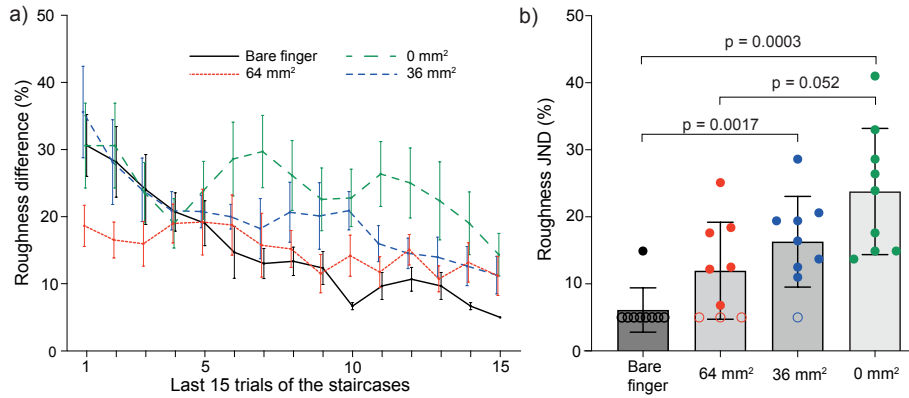 a)
50
40
30
20
10
0
Roughness difference (%)
Bare finger
64 mm²
0 mm²
36 mm²
1
5
10
15
Last 15 trials of the staircases
b)
50
40
30
20
10
0
Roughness JND (%)
p = 0.0003
p = 0.052
p = 0.0017
Bare
finger
64 mm²
36 mm²
0 mm²